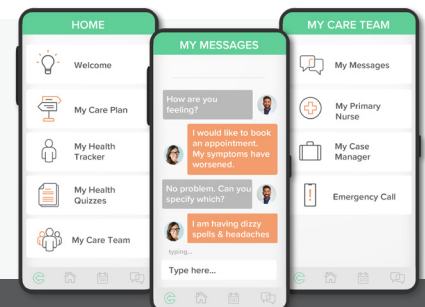 HOME
Welcome
My Care Plan
My Health
Tracker
My Health
Quizzes
My Care Team
MY MESSAGES
How are you
feeling?
I would like to book
an appointment.
My symptoms have
worsened.
No problem. Can you
specify which?
I am having dizzy
spells & headaches
typing...
Type here...
MY CARE TEAM
My Messages
My Primary
Nurse
My Case
Manager
Emergency Call